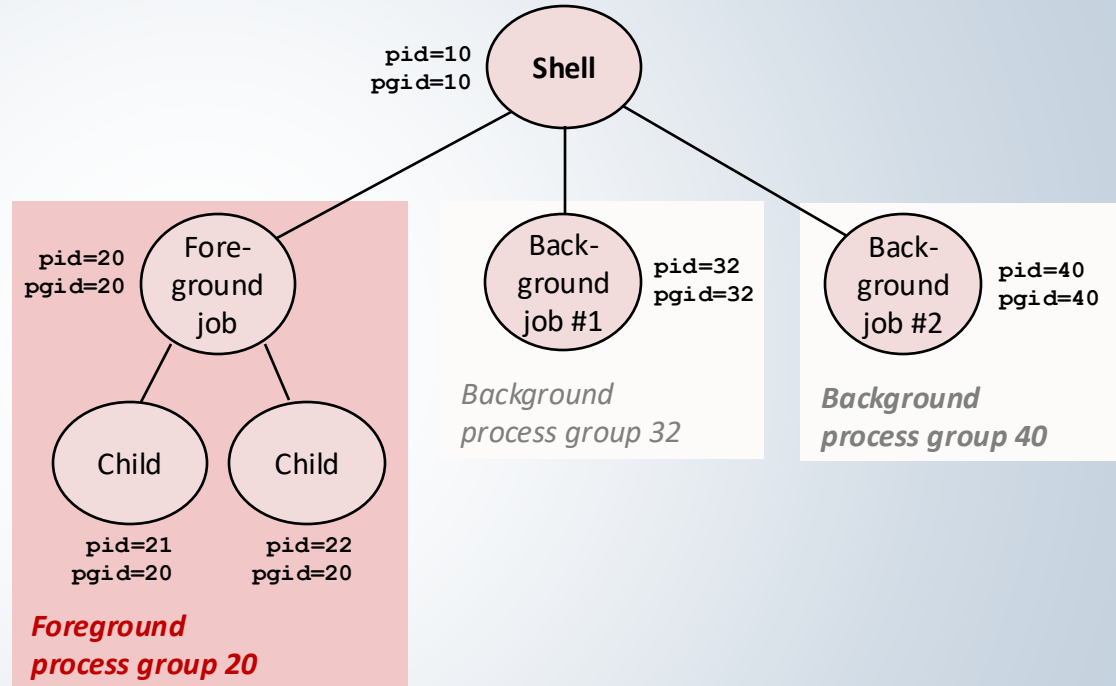 pid=10
pgid=10
Shell
pid=20
pgid=20
Fore-
ground
job
Back-
ground
job #1
pid=32
pgid=32
Back-
ground
job #2
pid=40
pgid=40
Background
process group 32
Background
process group 40
Child
Child
pid=21
pgid=20
pid=22
pgid=20
Foreground
process group 20